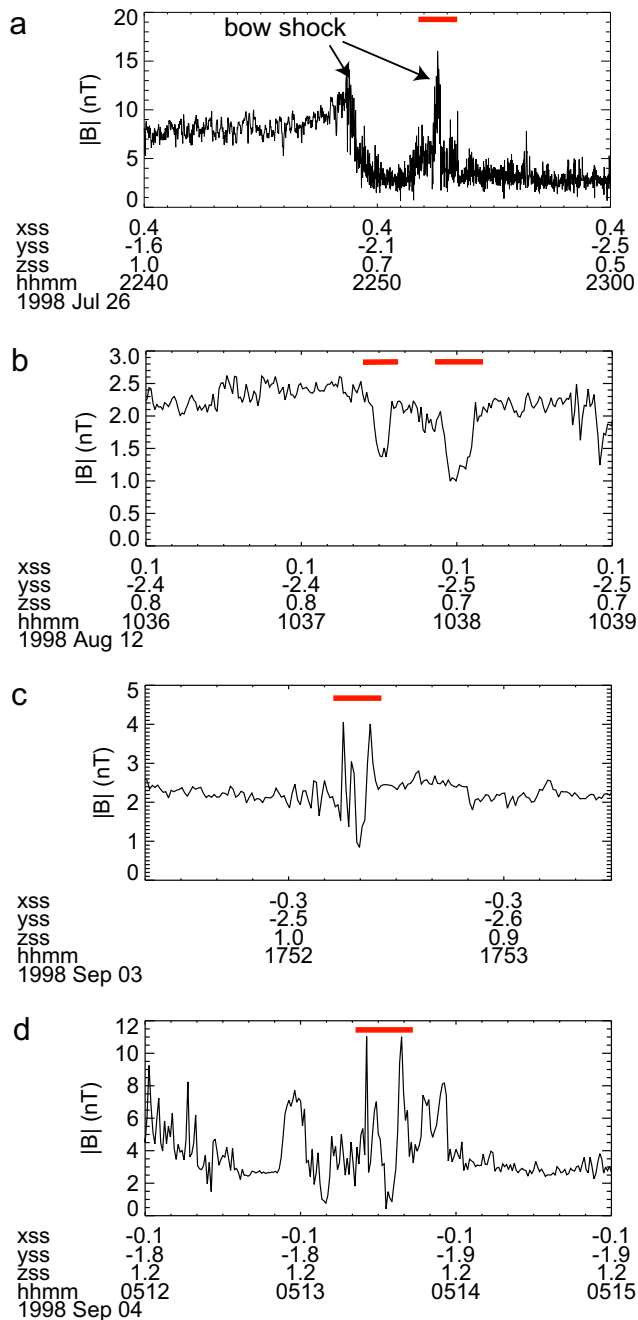 a
bow shock
|B| (nT)
20
15
10
5
0
xss 0.4 0.4 0.4
yss -1.6 -2.1 -2.5
zss 1.0 0.7 0.5
hhmm 2240 2250 2300
1998 Jul 26
b
|B| (nT)
3.0
2.5
2.0
1.5
1.0
0.5
0.0
xss 0.1 0.1 0.1 0.1
yss -2.4 -2.4 -2.5 -2.5
zss 0.8 0.8 0.7 0.7
hhmm 1036 1037 1038 1039
1998 Aug 12
c
|B| (nT)
5
4
3
2
1
0
xss -0.3 -0.3
yss -2.5 -2.6
zss 1.0 0.9
hhmm 1752 1753
1998 Sep 03
d
|B| (nT)
12
10
8
6
4
2
0
xss -0.1 -0.1 -0.1 -0.1
yss -1.8 -1.8 -1.9 -1.9
zss 1.2 1.2 1.2 1.2
hhmm 0512 0513 0514 0515
1998 Sep 04